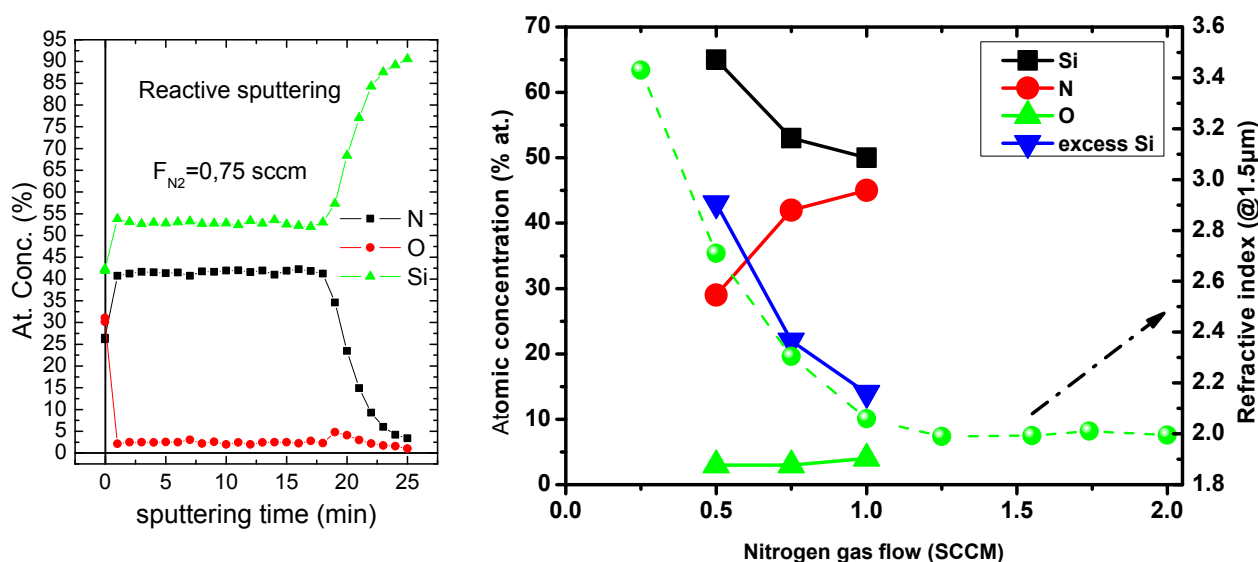 95
90
85
80
75
70
65
60
55
50
45
40
35
30
25
20
15
10
5
0
At. Conc. (%)
Reactive sputtering
F_N2=0,75 sccm
N
O
Si
0 5 10 15 20 25
sputtering time (min)
70
60
50
40
30
20
10
0
Atomic concentration (% at.)
Si
N
O
excess Si
3.6
3.4
3.2
3.0
2.8
2.6
2.4
2.2
2.0
1.8
Refractive index (@1.5µm)
0.0 0.5 1.0 1.5 2.0
Nitrogen gas flow (SCCM)